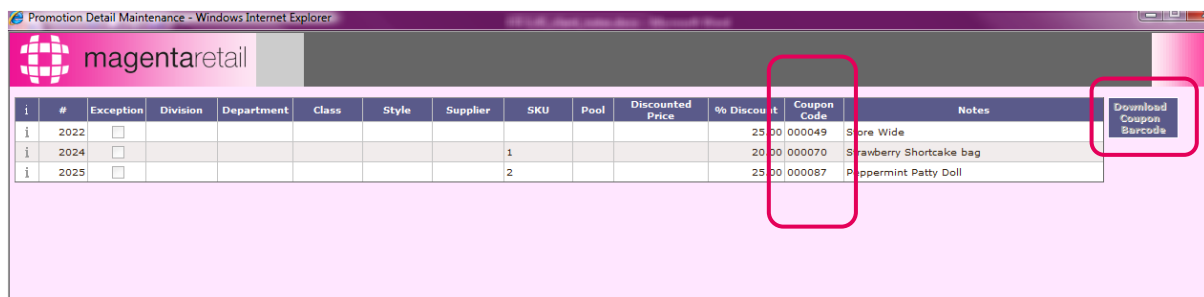 Promotion Detail Maintenance - Windows Internet Explorer
magentaretail
i # Exception Division Department Class Style Supplier SKU Pool Discounted Price % Discount Coupon Code Notes
Download Coupon Barcode
i 2022 25.00 000049 Store Wide
i 2024 1 20.00 000070 Strawberry Shortcake bag
i 2025 2 25.00 000087 Peppermint Patty Doll